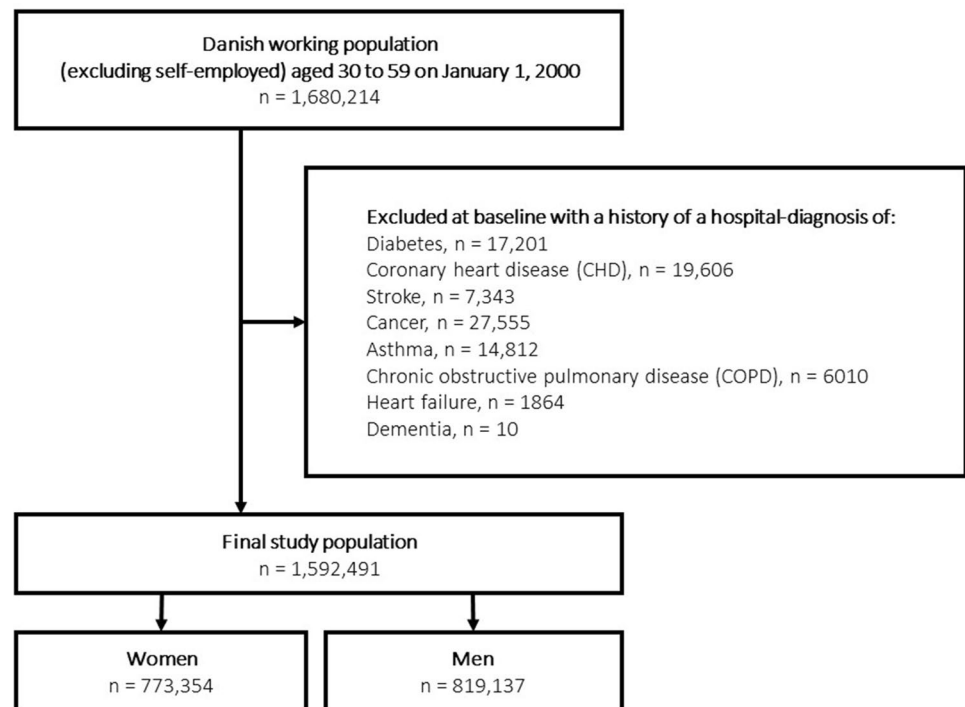 Danish working population
(excluding self-employed) aged 30 to 59 on January 1, 2000
n = 1,680,214
Excluded at baseline with a history of a hospital-diagnosis of:
Diabetes, n = 17,201
Coronary heart disease (CHD), n = 19,606
Stroke, n = 7,343
Cancer, n = 27,555
Asthma, n = 14,812
Chronic obstructive pulmonary disease (COPD), n = 6010
Heart failure, n = 1864
Dementia, n = 10
Final study population
n = 1,592,491
Women
n = 773,354
Men
n = 819,137